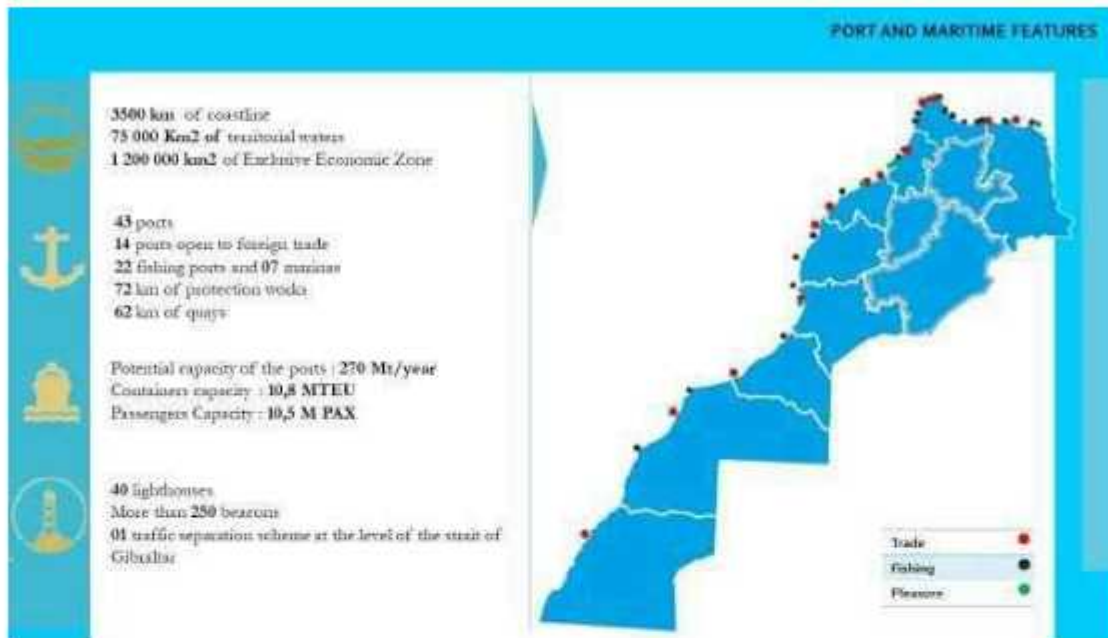 PORT AND MARITIME FEATURES
3500 km of coastline
75 000 Km2 of territorial waters
1 200 000 km2 of Exclusive Economic Zone
43 ports
14 ports open to foreign trade
22 fishing ports and 07 marinas
72 km of protection works
62 km of quays
Potential capacity of the ports : 270 Mt/year
Containers capacity : 10,8 MTEU
Passengers Capacity : 10,5 M PAX
40 lighthouses
More than 250 beacons
01 traffic separation scheme at the level of the strait of
Gibraltar
Trade
Fishing
Pleasure